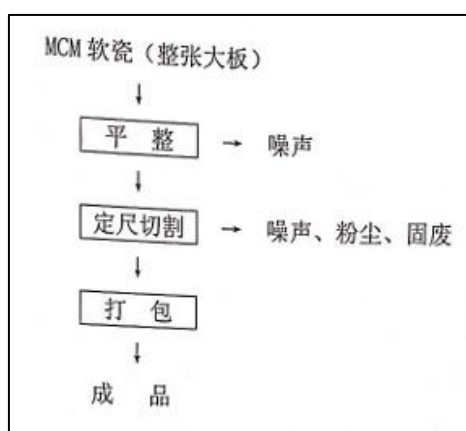 MCM 软瓷（整张大板）
↓
平 整 → 噪声
↓
定尺切割 → 噪声、粉尘、固废
↓
打 包
↓
成 品